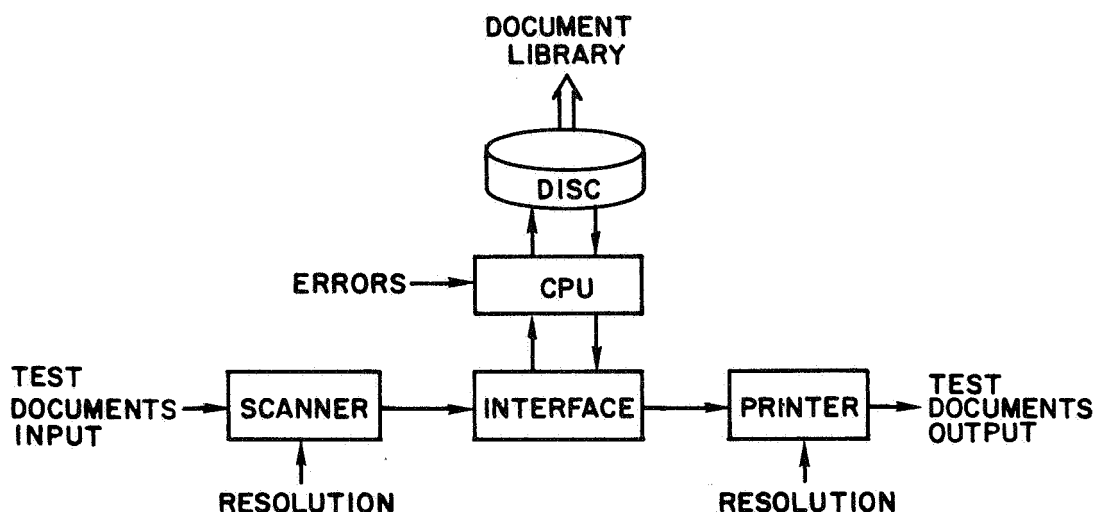 DOCUMENT
LIBRARY
DISC
ERRORS
CPU
TEST
DOCUMENTS
INPUT
SCANNER
INTERFACE
PRINTER
TEST
DOCUMENTS
OUTPUT
RESOLUTION
RESOLUTION